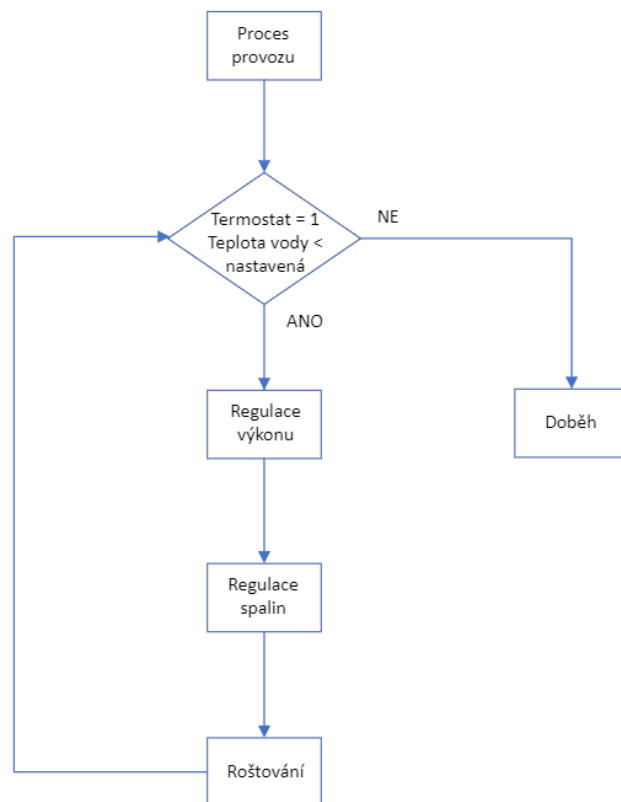 Proces
provozu
Termostat = 1
Teplota vody <
nastavená
NE
ANO
Regulace
výkonu
Doběh
Regulace
spalin
Roštování